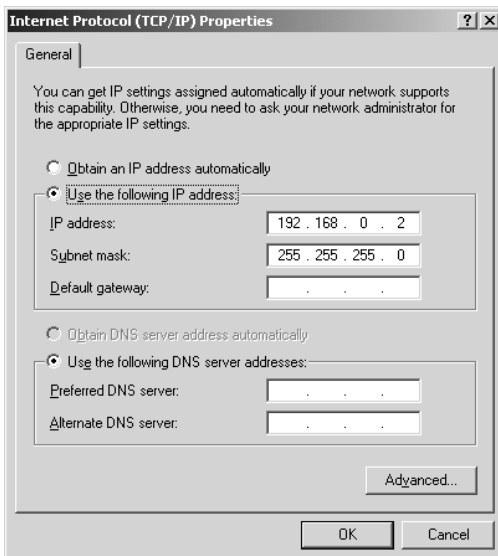 Internet Protocol (TCP/IP) Properties ? X
General
You can get IP settings assigned automatically if your network supports
this capability. Otherwise, you need to ask your network administrator for
the appropriate IP settings.
Obtain an IP address automatically
Use the following IP address:
IP address: 192 . 168 . 0 . 2
Subnet mask: 255 . 255 . 255 . 0
Default gateway: . . .
Obtain DNS server address automatically
Use the following DNS server addresses:
Preferred DNS server: . . .
Alternate DNS server: . . .
Advanced...
OK Cancel